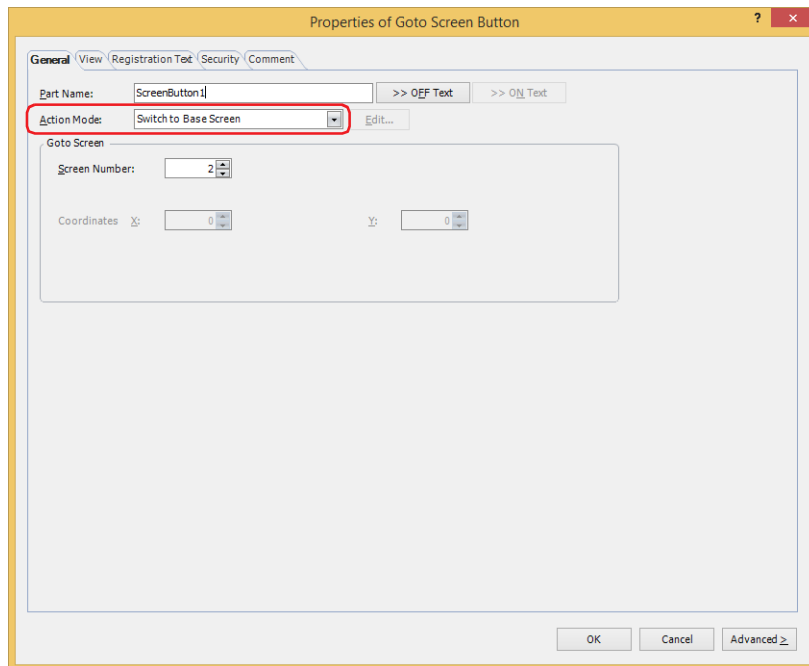 Properties of Goto Screen Button ? ×
General View Registration Text Security Comment
Part Name: ScreenButton1 >> OFF Text >> ON Text
Action Mode: Switch to Base Screen Edit...
Goto Screen
Screen Number: 2
Coordinates X: 0 Y: 0
OK Cancel Advanced >